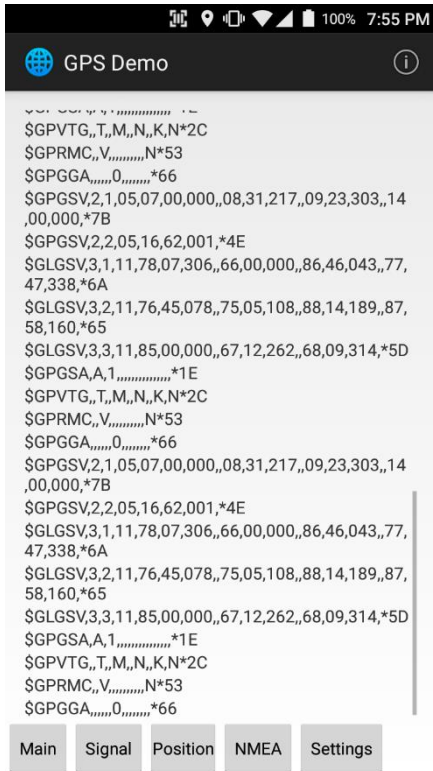 100% 7:55 PM
GPS Demo
$GPVTG,,T,,M,,N,,K,N*2C
$GPRMC,,V,,,,,,,,,,N*53
$GPGGA,,,,,,0,,,,,,,,*66
$GPGSV,2,1,05,07,00,000,,08,31,217,,09,23,303,,14
,00,000,*7B
$GPGSV,2,2,05,16,62,001,*4E
$GLGSV,3,1,11,78,07,306,,66,00,000,,86,46,043,,77,
47,338,*6A
$GLGSV,3,2,11,76,45,078,,75,05,108,,88,14,189,,87,
58,160,*65
$GLGSV,3,3,11,85,00,000,,67,12,262,,68,09,314,*5D
$GPGSA,A,1,,,,,,,,,,,,,,,*1E
$GPVTG,,T,,M,,N,,K,N*2C
$GPRMC,,V,,,,,,,,,,N*53
$GPGGA,,,,,,0,,,,,,,,*66
$GPGSV,2,1,05,07,00,000,,08,31,217,,09,23,303,,14
,00,000,*7B
$GPGSV,2,2,05,16,62,001,*4E
$GLGSV,3,1,11,78,07,306,,66,00,000,,86,46,043,,77,
47,338,*6A
$GLGSV,3,2,11,76,45,078,,75,05,108,,88,14,189,,87,
58,160,*65
$GLGSV,3,3,11,85,00,000,,67,12,262,,68,09,314,*5D
$GPGSA,A,1,,,,,,,,,,,,,,,*1E
$GPVTG,,T,,M,,N,,K,N*2C
$GPRMC,,V,,,,,,,,,,N*53
$GPGGA,,,,,,0,,,,,,,,*66
Main Signal Position NMEA Settings